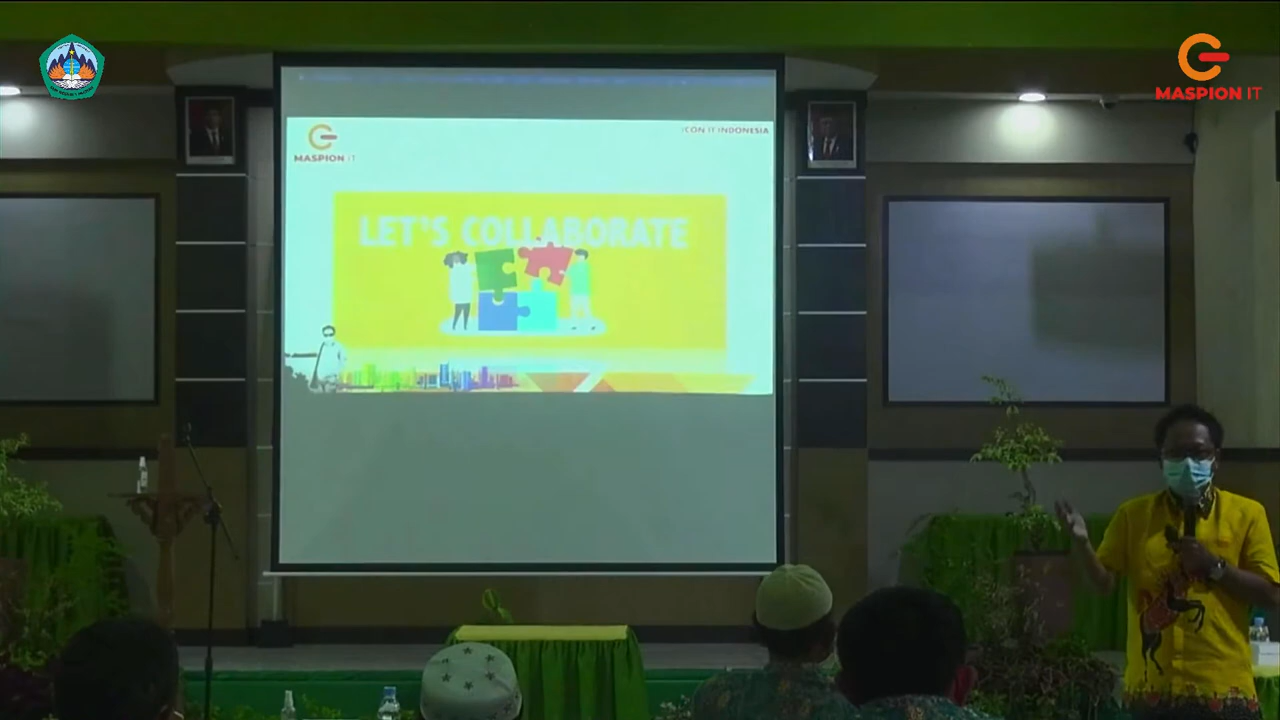 MASPION IT
MASPION IT
ICON IT INDONESIA
LET'S COLLABORATE